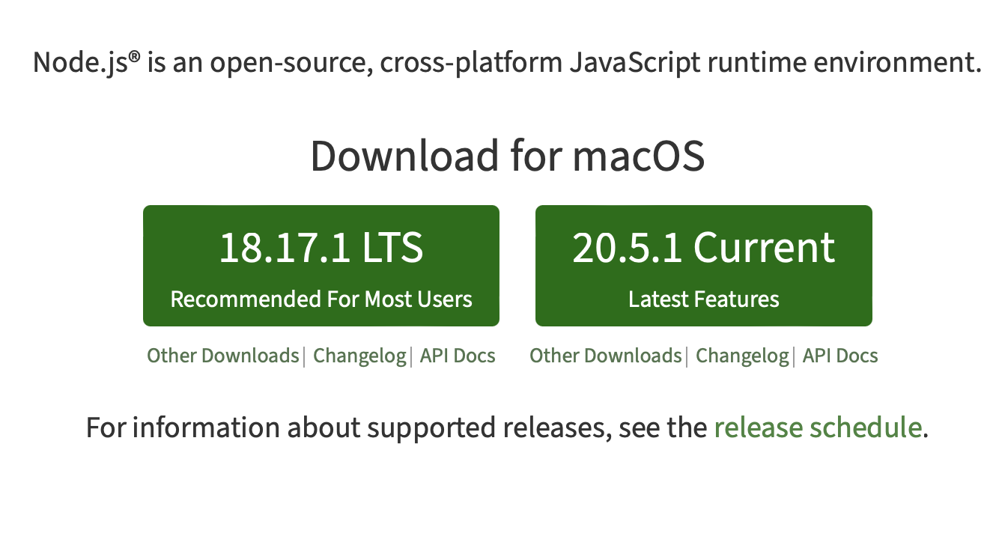 Node.js® is an open-source, cross-platform JavaScript runtime environment.
Download for macOS
18.17.1 LTS
Recommended For Most Users
Other Downloads| Changelog| API Docs
20.5.1 Current
Latest Features
Other Downloads| Changelog| API Docs
For information about supported releases, see the release schedule.